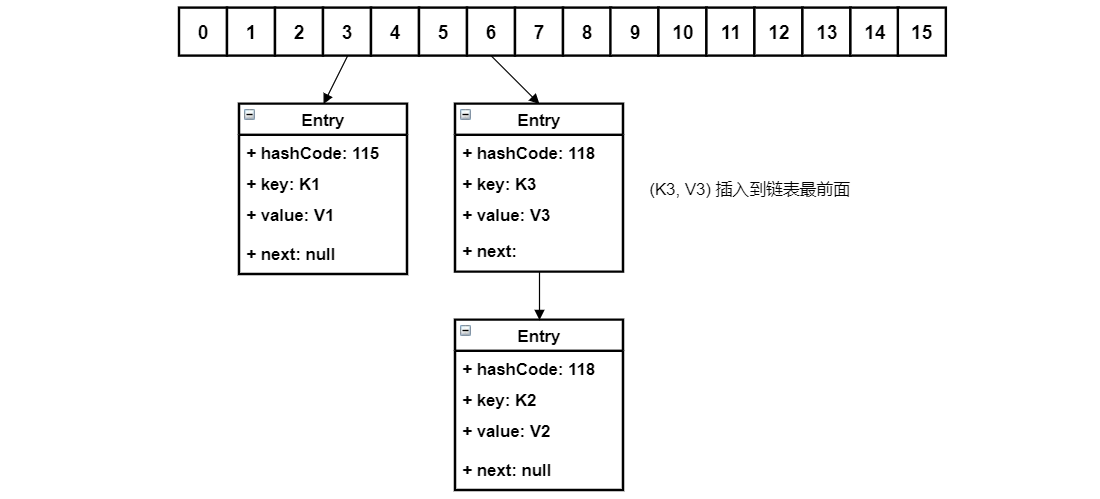 0 1 2 3 4 5 6 7 8 9 10 11 12 13 14 15
Entry
+ hashCode: 115
+ key: K1
+ value: V1
+ next: null
Entry
+ hashCode: 118
+ key: K3
+ value: V3
+ next:
(K3, V3) 插入到链表最前面
Entry
+ hashCode: 118
+ key: K2
+ value: V2
+ next: null